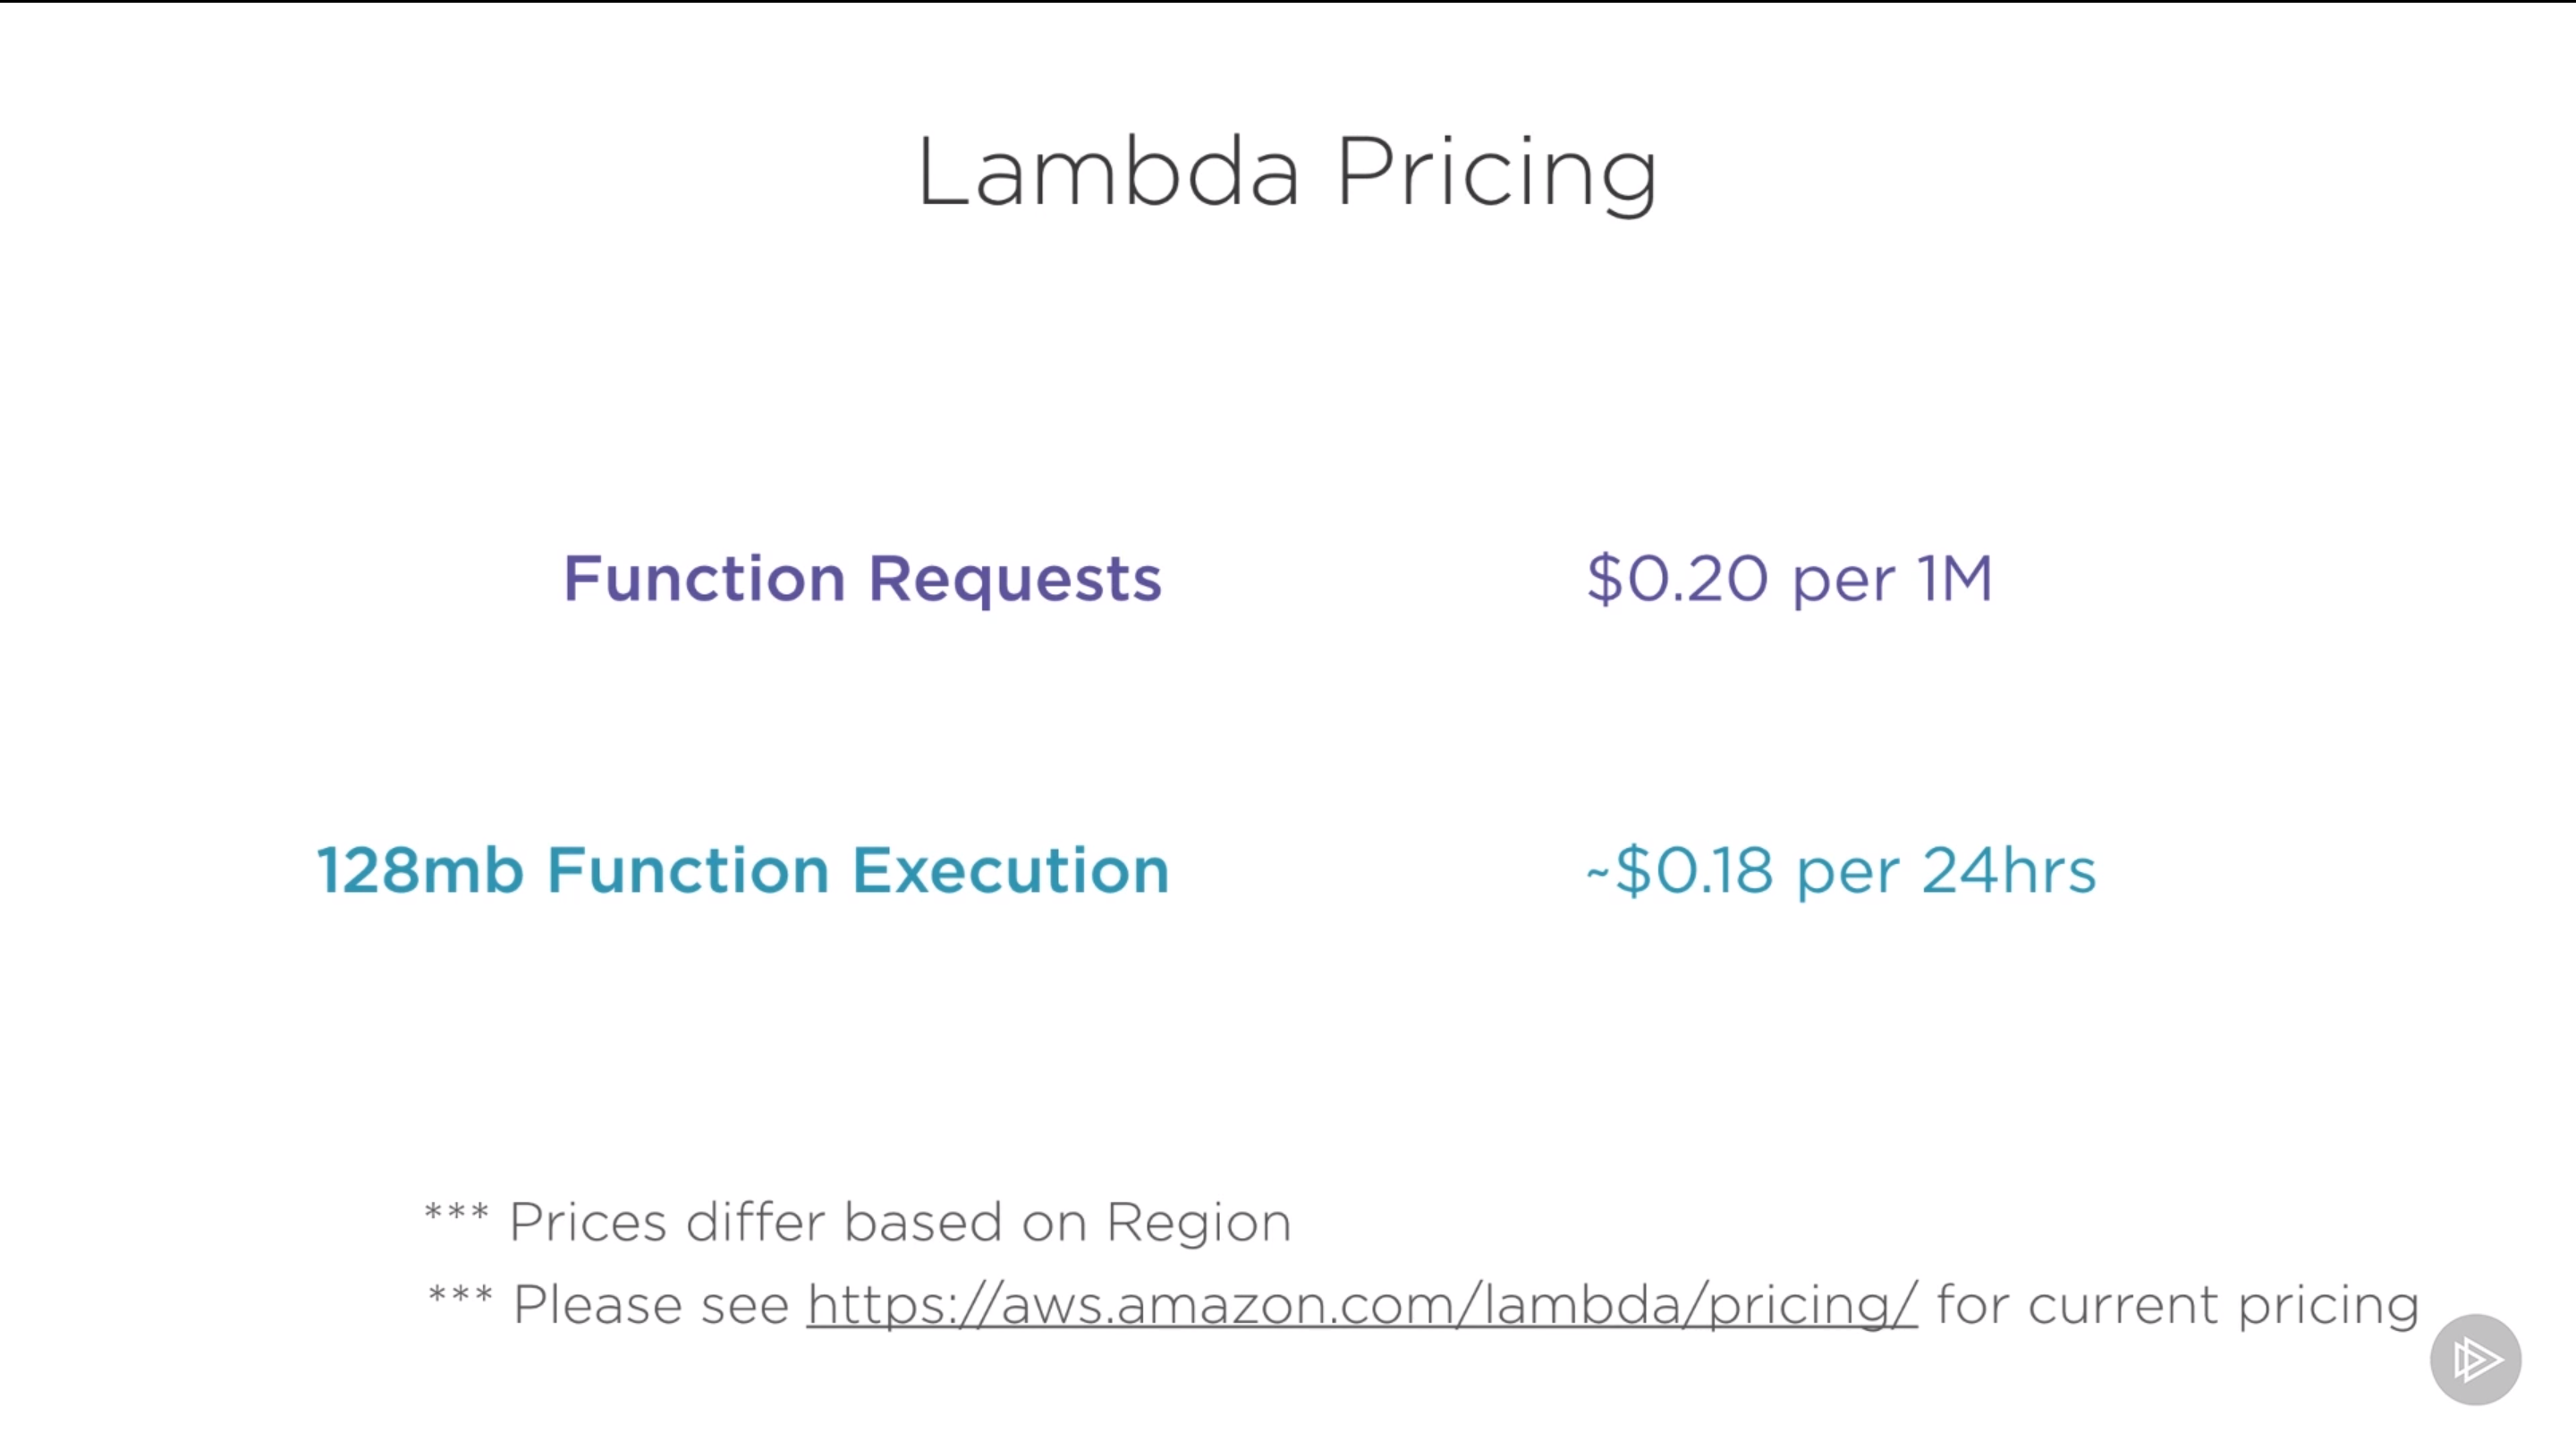 Lambda Pricing
Function Requests $0.20 per 1M
128mb Function Execution ~$0.18 per 24hrs
*** Prices differ based on Region
*** Please see https://aws.amazon.com/lambda/pricing/ for current pricing